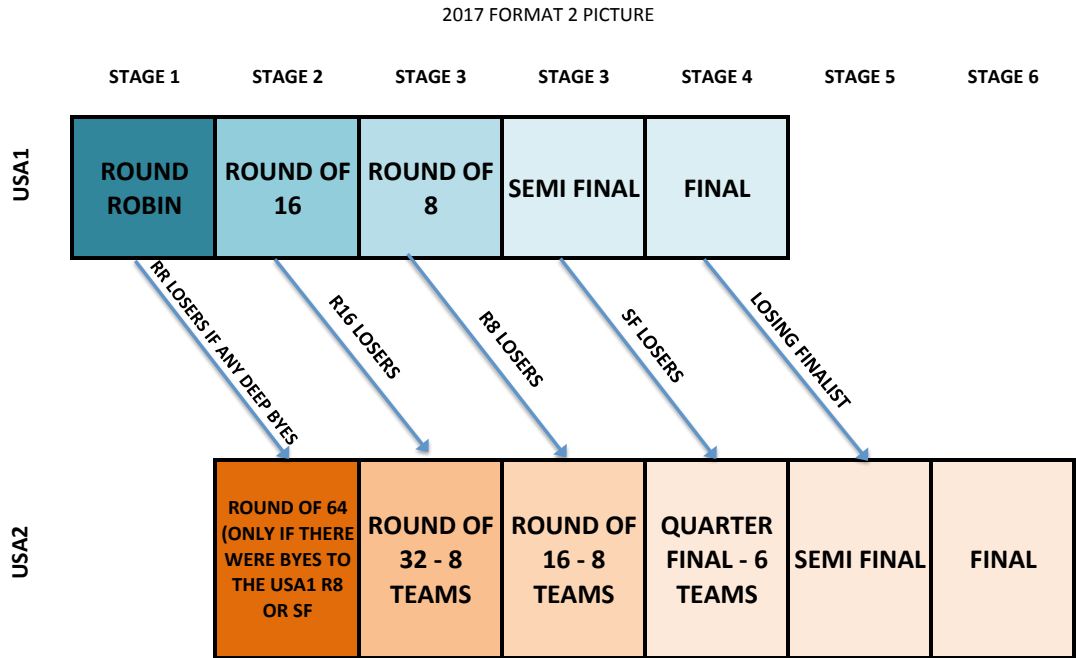 2017 FORMAT 2 PICTURE
STAGE 1 STAGE 2 STAGE 3 STAGE 3 STAGE 4 STAGE 5 STAGE 6
USA1
ROUND
ROBIN
ROUND OF
16
ROUND OF
8
SEMI FINAL
FINAL
RR LOSERS IF ANY DEEP BYES
R16 LOSERS
R8 LOSERS
SF LOSERS
LOSING FINALIST
USA2
ROUND OF 64
(ONLY IF THERE
WERE BYES TO
THE USA1 R8
OR SF
ROUND OF
32 - 8
TEAMS
ROUND OF
16 - 8
TEAMS
QUARTER
FINAL - 6
TEAMS
SEMI FINAL
FINAL